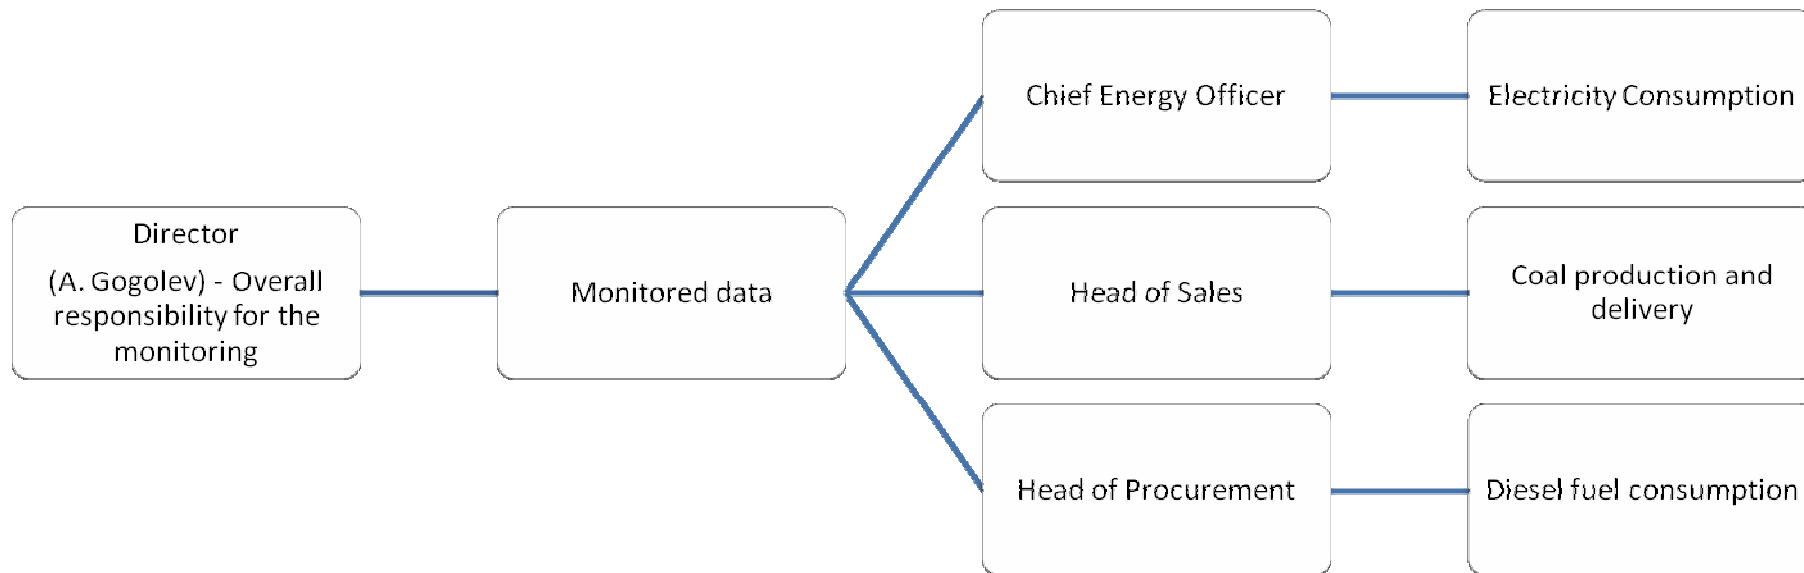 Director
(A. Gogolev) - Overall
responsibility for the
monitoring
Monitored data
Chief Energy Officer
Electricity Consumption
Head of Sales
Coal production and
delivery
Head of Procurement
Diesel fuel consumption